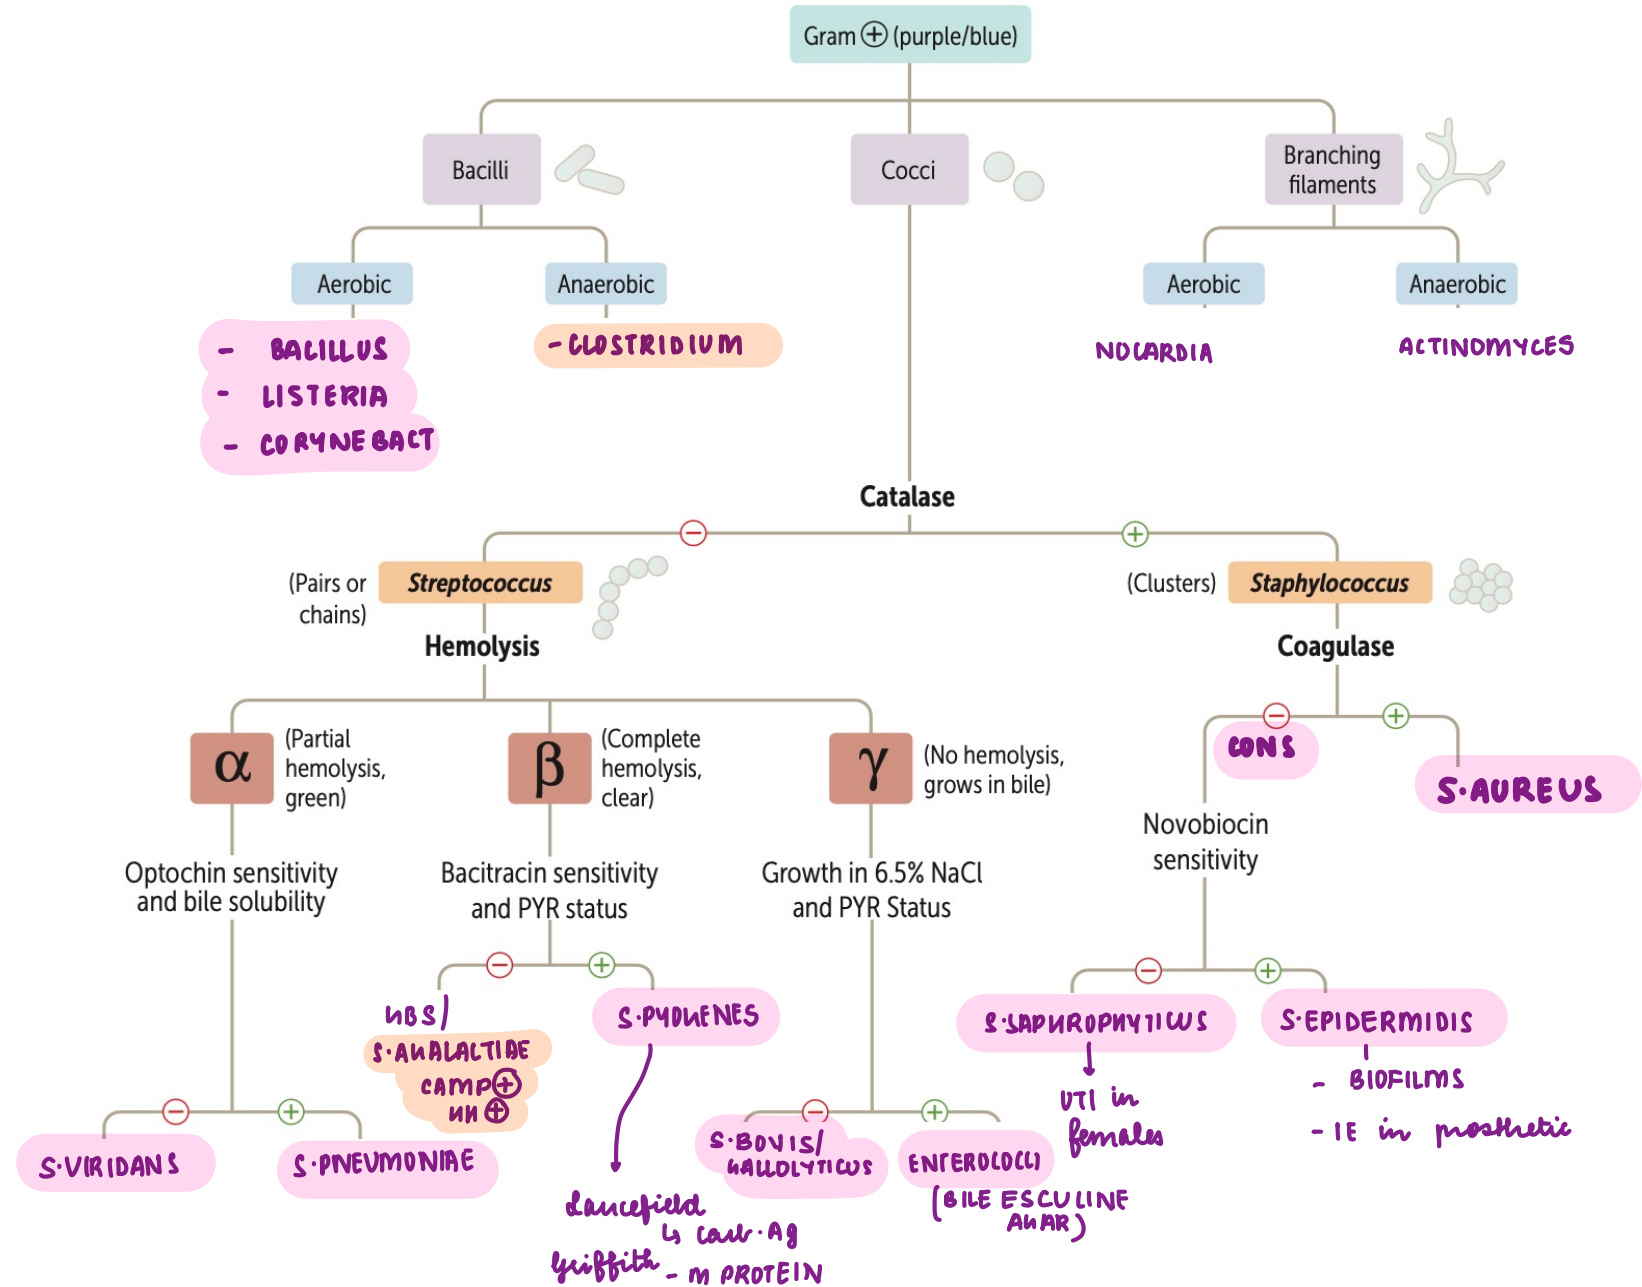 Gram ⊕ (purple/blue)
Bacilli
Cocci
Branching
filaments
Aerobic
Anaerobic
Aerobic
Anaerobic
- BACILLUS
- LISTERIA
- CORYNEBACT
- CLOSTRIDIUM
NOCARDIA
ACTINOMYCES
Catalase
−
+
(Pairs or
chains)
Streptococcus
(Clusters)
Staphylococcus
Hemolysis
Coagulase
−
+
CONS
S.AUREUS
α
(Partial
hemolysis,
green)
β
(Complete
hemolysis,
clear)
γ
(No hemolysis,
grows in bile)
Novobiocin
sensitivity
Optochin sensitivity
and bile solubility
Bacitracin sensitivity
and PYR status
Growth in 6.5% NaCl
and PYR Status
−
+
−
+
GBS/
S.AGALACTIAE
CAMP⊕
HH⊕
S.PYOGENES
S.SAPHROPHYTICUS
S.EPIDERMIDIS
UTI in
females
- BIOFILMS
- IE in prosthetic
−
+
−
+
S.VIRIDANS
S.PNEUMONIAE
S.BOVIS/
GALLOLYTICUS
ENTEROCOCCI
(BILE ESCULINE
AGAR)
Lancefield
↳ Carb.Ag
Griffith - M PROTEIN